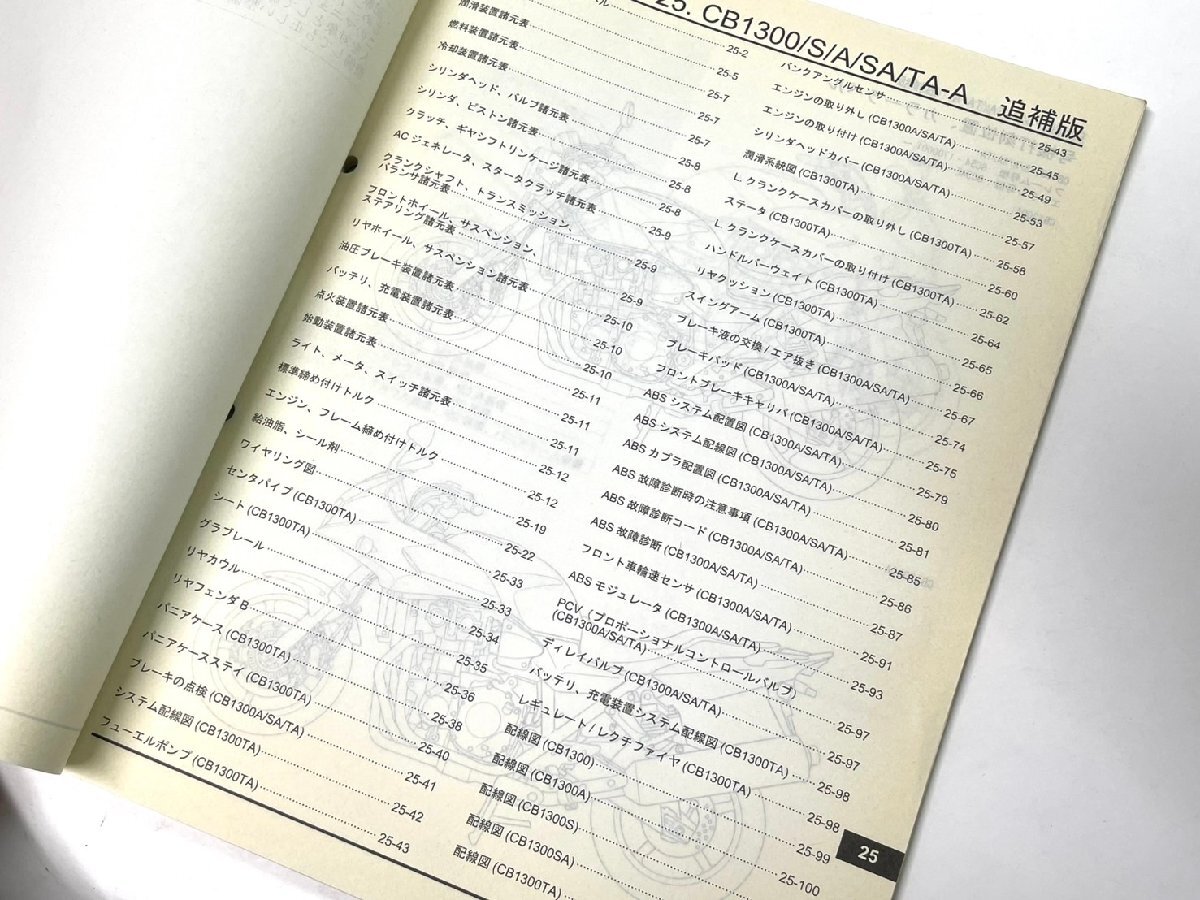 25. CB1300/S/A/SA/TA-A 追補版
ル 25-2
25-5
潤滑装置諸元表 25-7
燃料装置諸元表 25-7
冷却装置諸元表 25-7
シリンダヘッド、バルブ諸元表 25-8
シリンダ、ピストン諸元表 25-8
クラッチ、ギヤシフトリンケージ諸元表 25-8
AC ジェネレータ、スタータクラッチ諸元表 25-9
クランクシャフト、トランスミッション、
バランサ諸元表 25-9
フロントホイール、サスペンション、
ステアリング諸元表 25-9
リヤホイール、サスペンション諸元表 25-10
油圧ブレーキ装置諸元表 25-10
バッテリ、充電装置諸元表 25-10
点火装置諸元表 25-11
始動装置諸元表 25-11
ライト、メータ、スイッチ諸元表 25-11
標準締め付けトルク 25-12
エンジン、フレーム締め付けトルク 25-12
給油脂、シール剤 25-19
ワイヤリング図 25-22
センタパイプ (CB1300TA) 25-33
シート (CB1300TA) 25-33
グラブレール 25-34
リヤカウル 25-35
リヤフェンダ B 25-36
パニアケース (CB1300TA) 25-38
パニアケースステイ (CB1300TA) 25-40
ブレーキの点検 (CB1300A/SA/TA) 25-41
システム配線図 (CB1300TA) 25-42
フューエルポンプ (CB1300TA) 25-43
バンクアングルセンサ 25-43
エンジンの取り外し (CB1300A/SA/TA) 25-45
エンジンの取り付け (CB1300A/SA/TA) 25-49
シリンダヘッドカバー (CB1300A/SA/TA) 25-53
潤滑系統図 (CB1300TA) 25-57
L. クランクケースカバーの取り外し (CB1300TA) 25-58
ステータ (CB1300TA) 25-60
L. クランクケースカバーの取り付け (CB1300TA) 25-62
ハンドルバーウェイト (CB1300TA) 25-64
リヤクッション (CB1300TA) 25-65
スイングアーム (CB1300TA) 25-66
ブレーキ液の交換 / エア抜き (CB1300A/SA/TA) 25-67
ブレーキパッド (CB1300A/SA/TA) 25-74
フロントブレーキキャリパ (CB1300A/SA/TA) 25-75
ABS システム配置図 (CB1300A/SA/TA) 25-79
ABS システム配線図 (CB1300A/SA/TA) 25-80
ABS カプラ配置図 (CB1300A/SA/TA) 25-81
ABS 故障診断時の注意事項 (CB1300A/SA/TA) 25-85
ABS 故障診断コード (CB1300A/SA/TA) 25-86
ABS 故障診断 (CB1300A/SA/TA) 25-87
フロント車輪速センサ (CB1300A/SA/TA) 25-91
ABS モジュレータ (CB1300A/SA/TA) 25-93
PCV (プロポーショナルコントロールバルブ)
(CB1300A/SA/TA) 25-97
ディレイバルブ (CB1300A/SA/TA) 25-97
バッテリ、充電装置システム配線図 (CB1300TA) 25-98
レギュレート / レクチファイヤ (CB1300TA) 25-98
配線図 (CB1300) 25-99
配線図 (CB1300A) 25-100
配線図 (CB1300S)
配線図 (CB1300SA)
配線図 (CB1300TA)
25